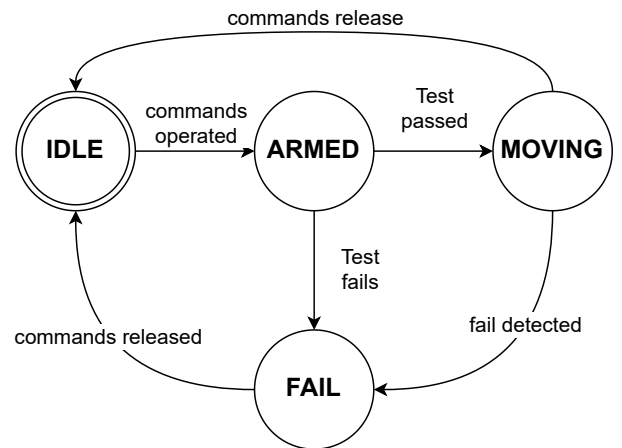 commands release
IDLE
commands
operated
ARMED
Test
passed
MOVING
Test
fails
commands released
fail detected
FAIL